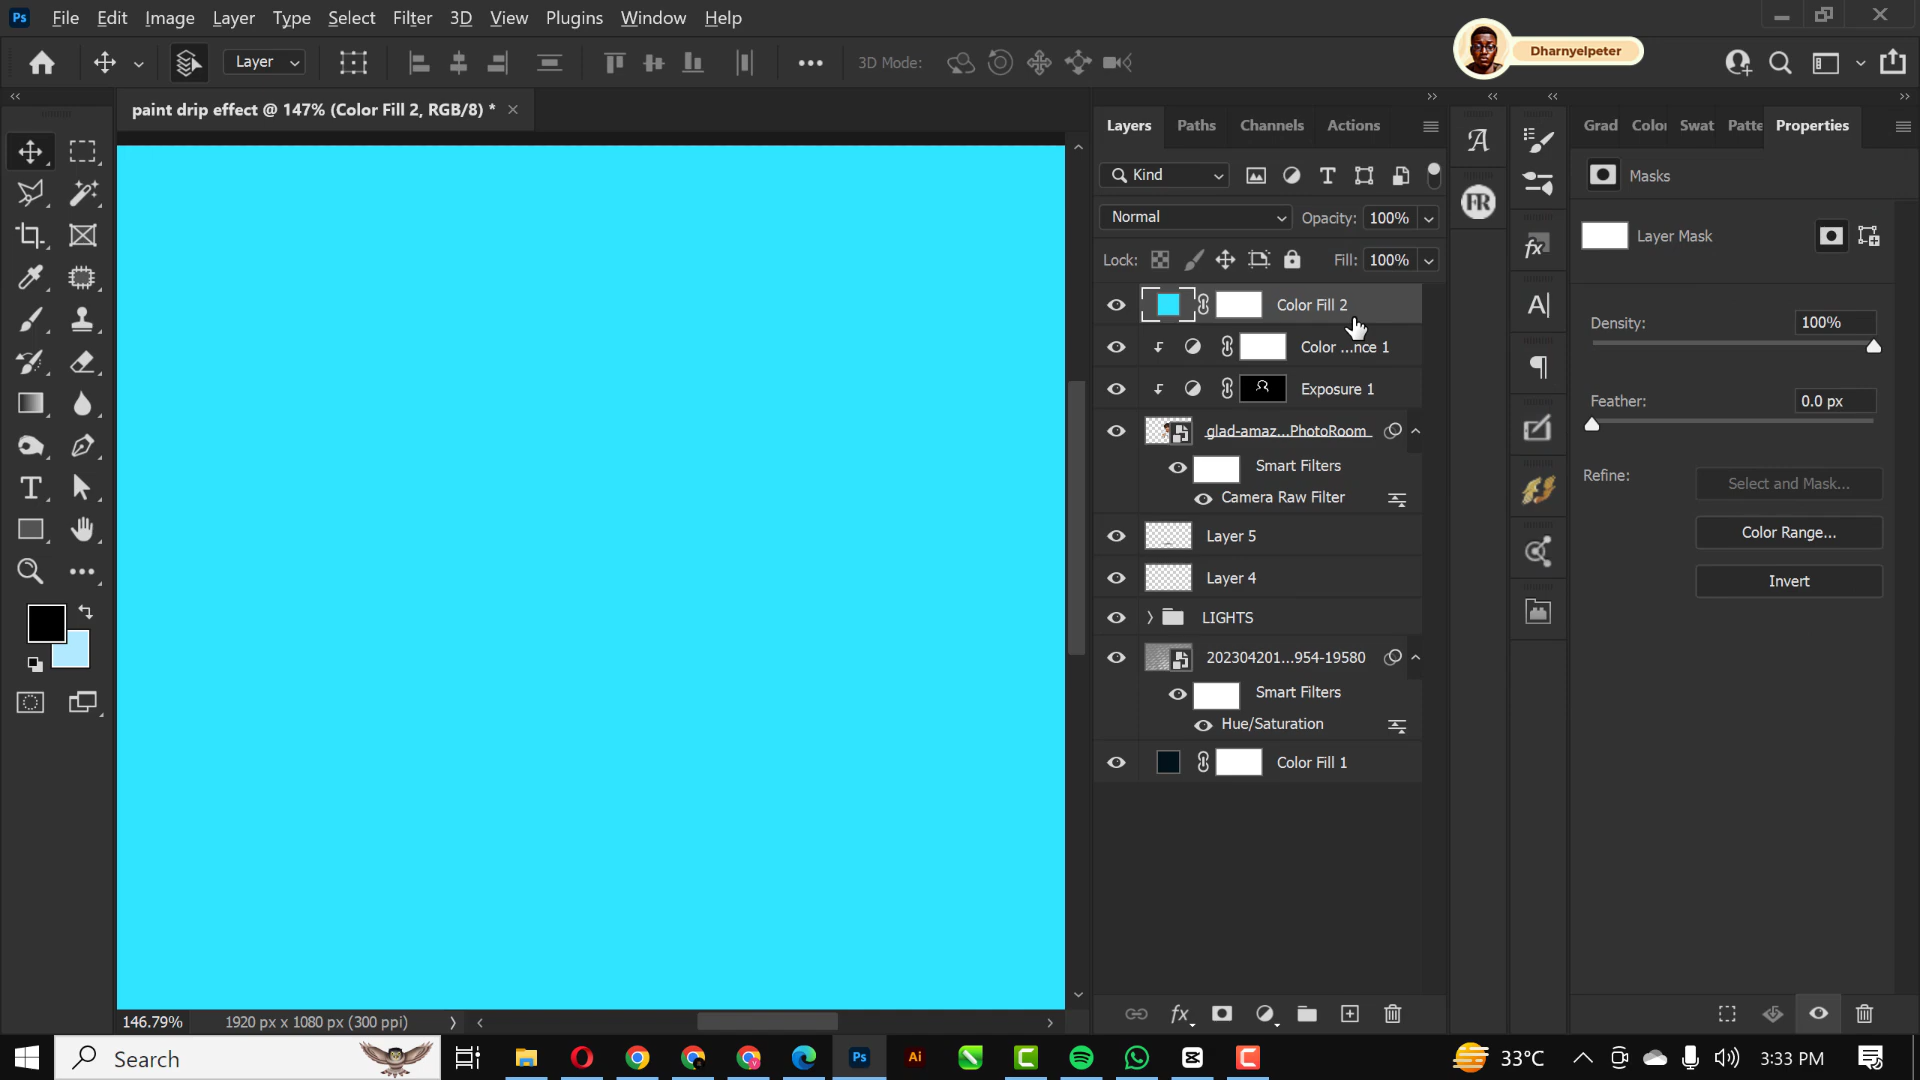 Ps File Edit Image Layer Type Select Filter 3D View Plugins Window Help
Layer 3D Mode: Dharnyelpeter
paint drip effect @ 147% (Color Fill 2, RGB/8) *
Layers Paths Channels Actions
Grad Color Swat Patte Properties
Kind
Masks
Normal Opacity: 100%
Layer Mask
Lock: Fill: 100%
Color Fill 2
Density: 100%
Color ...nce 1
Exposure 1
Feather: 0.0 px
glad-amaz...PhotoRoom
Smart Filters
Refine: Select and Mask...
Camera Raw Filter
Color Range...
Layer 5
Layer 4
Invert
LIGHTS
202304201...954-19580
Smart Filters
Hue/Saturation
Color Fill 1
FR
146.79% 1920 px x 1080 px (300 ppi)
fx
Search Ps Ai 33°C 3:33 PM